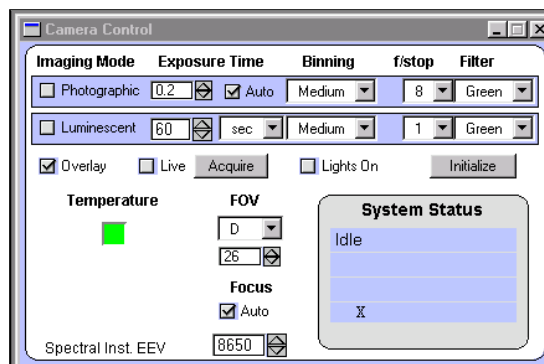 Camera Control
Imaging Mode Exposure Time Binning f/stop Filter
Photographic 0.2 Auto Medium 8 Green
Luminescent 60 sec Medium 1 Green
Overlay Live Acquire Lights On Initialize
Temperature FOV System Status
D Idle
26
Focus
Auto X
Spectral Inst. EEV 8650